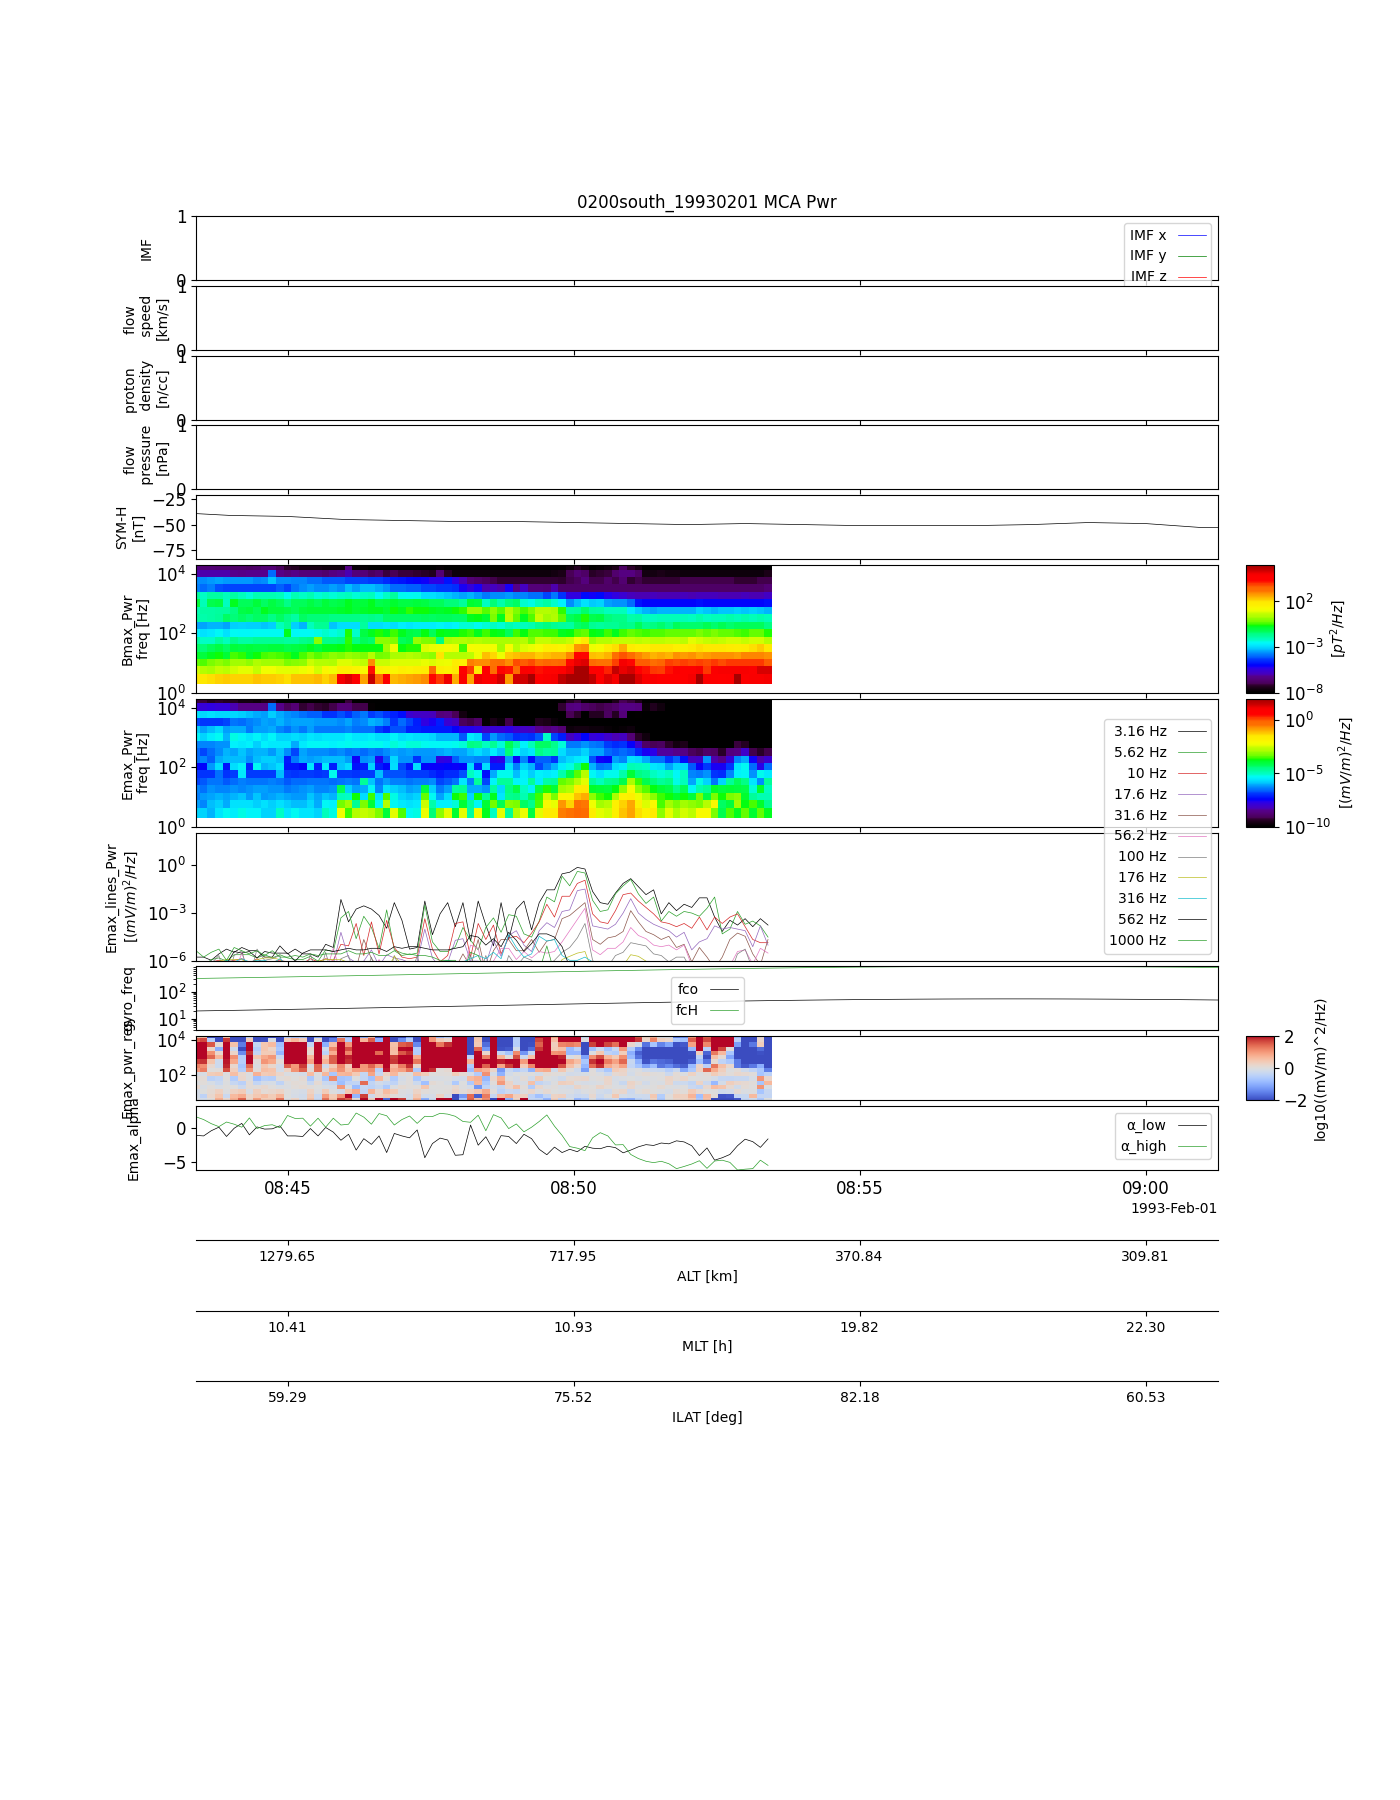 0200south_19930201 MCA Pwr
1
0
IMF
IMF x
IMF y
IMF z
1
0
flow
speed
[km/s]
1
0
proton
density
[n/cc]
1
0
flow
pressure
[nPa]
−25
−50
−75
SYM-H
[nT]
10^4
10^2
10^0
Bmax_Pwr
freq [Hz]
10^2
10^−3
10^−8
[pT^2/Hz]
10^4
10^2
10^0
Emax_Pwr
freq [Hz]
3.16 Hz
5.62 Hz
10 Hz
17.6 Hz
31.6 Hz
56.2 Hz
100 Hz
176 Hz
316 Hz
562 Hz
1000 Hz
10^0
10^−5
10^−10
[(mV/m)^2/Hz]
10^0
10^−3
10^−6
Emax_lines_Pwr
[(mV/m)^2/Hz]
10^2
10^1
gyro_freq
fco
fcH
10^4
10^2
Emax_pwr_reg
2
0
−2
log10((mV/m)^2/Hz)
0
−5
Emax_alpha
α_low
α_high
08:45 08:50 08:55 09:00
1993-Feb-01
1279.65 717.95 370.84 309.81
ALT [km]
10.41 10.93 19.82 22.30
MLT [h]
59.29 75.52 82.18 60.53
ILAT [deg]